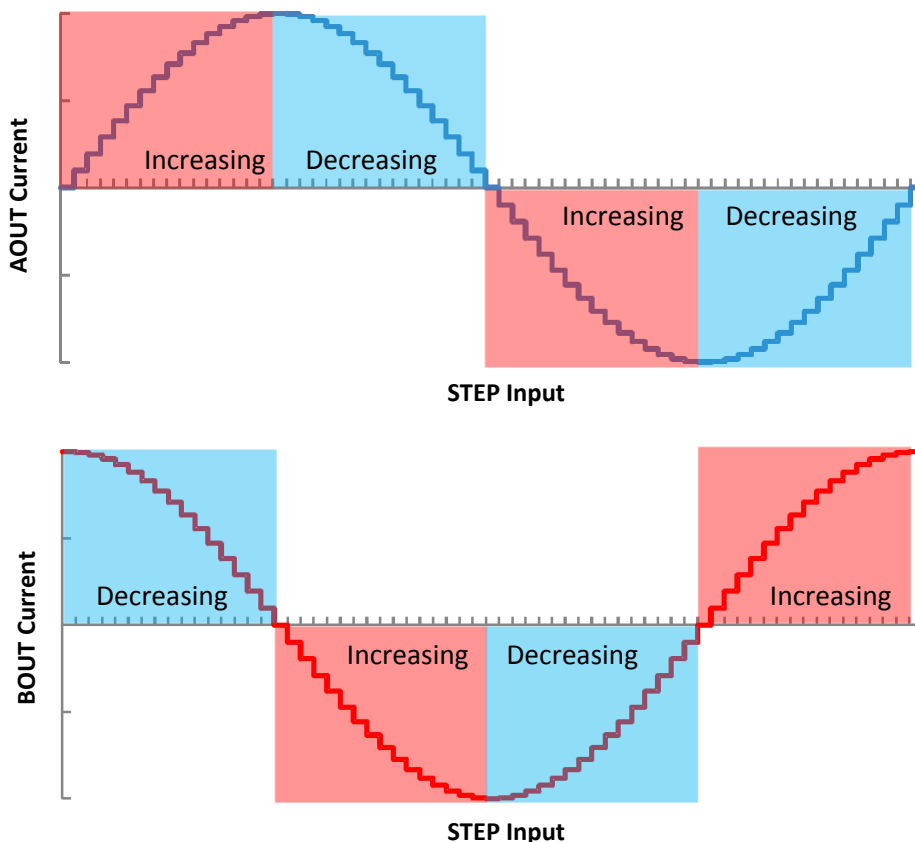 AOUT Current
Increasing
Decreasing
Increasing
Decreasing
STEP Input
BOUT Current
Decreasing
Increasing
Increasing
Decreasing
STEP Input